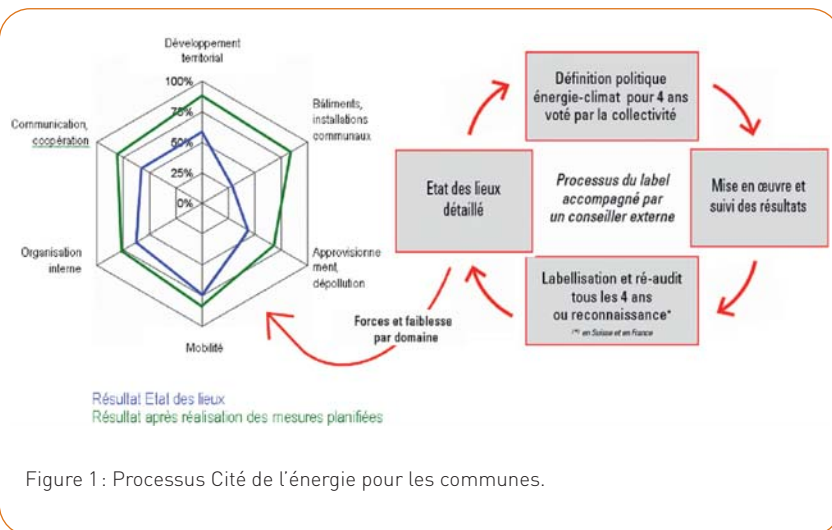 Développement
territorial
100%
75%
50%
25%
0%
Bâtiments,
installations
communaux
Communication,
coopération
Organisation
interne
Approvisionne
ment,
dépollution
Mobilité
Résultat Etat des lieux
Résultat après réalisation des mesures planifiées
Forces et faiblesse
par domaine
Etat des lieux
détaillé
Définition politique
énergie-climat pour 4 ans
voté par la collectivité
Processus du label
accompagné par
un conseiller externe
Mise en œuvre et
suivi des résultats
Labellisation et ré-audit
tous les 4 ans
ou reconnaissance*
(*) en Suisse et en France
Figure 1 : Processus Cité de l'énergie pour les communes.